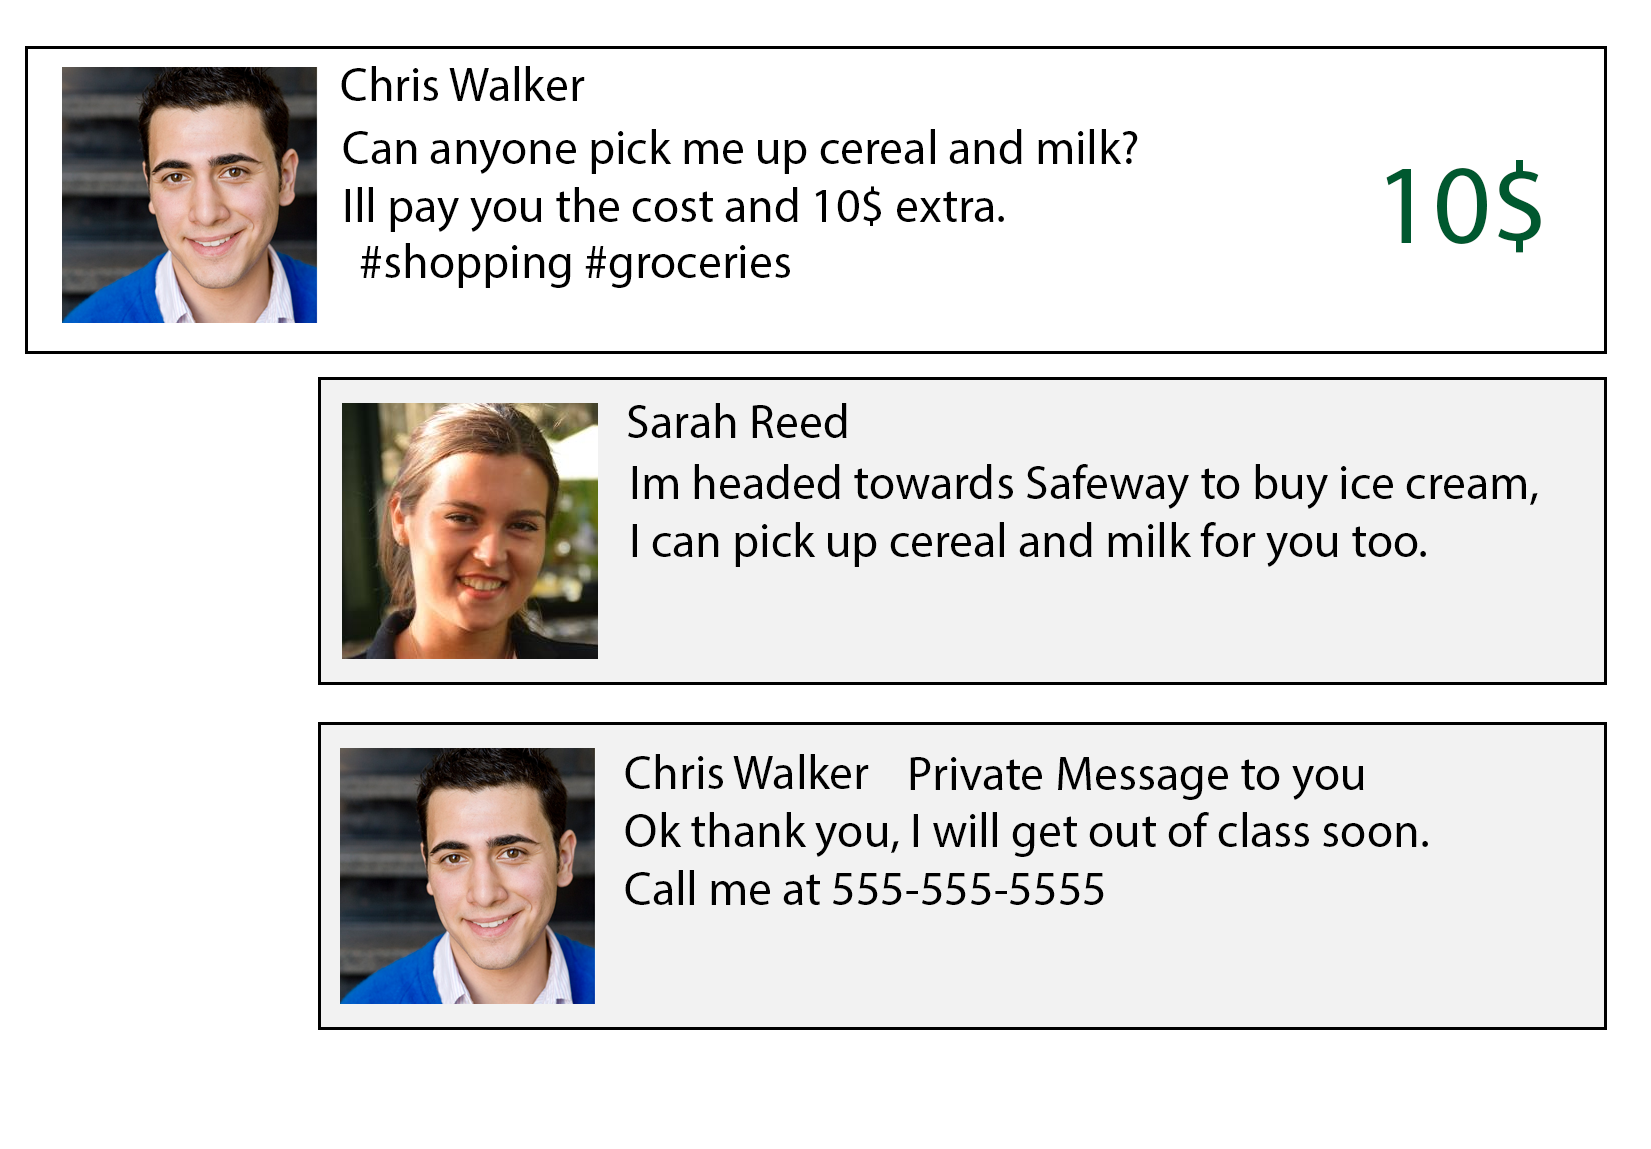 Chris Walker
Can anyone pick me up cereal and milk?
Ill pay you the cost and 10$ extra.
#shopping #groceries
10$
Sarah Reed
Im headed towards Safeway to buy ice cream,
I can pick up cereal and milk for you too.
Chris Walker Private Message to you
Ok thank you, I will get out of class soon.
Call me at 555-555-5555